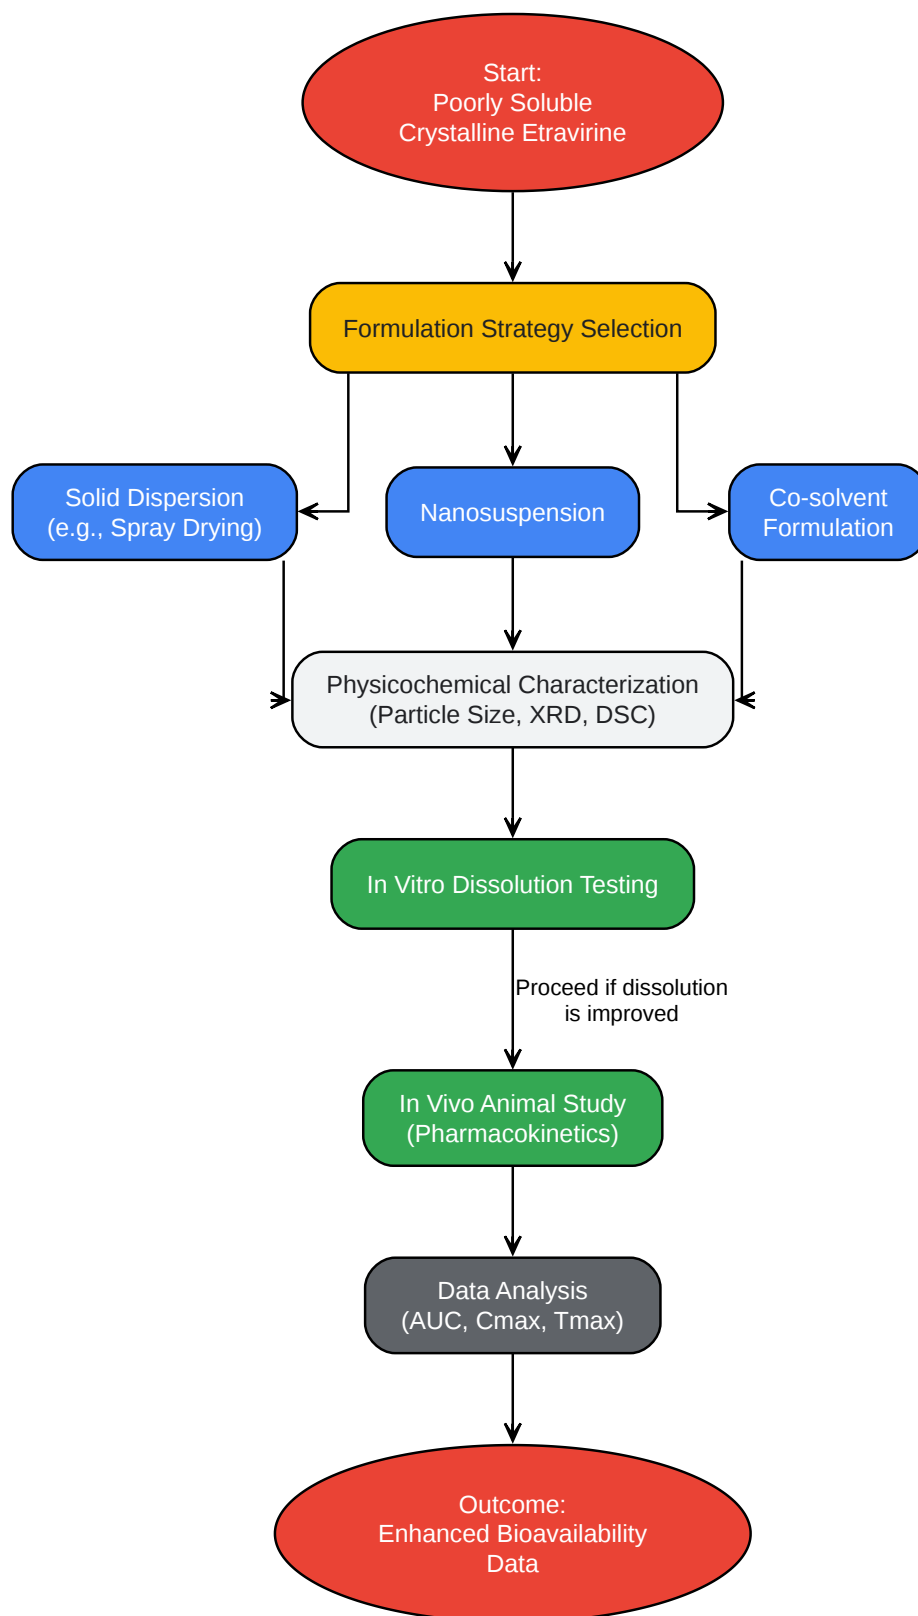 Start:
Poorly Soluble
Crystalline Etravirine
Formulation Strategy Selection
Solid Dispersion
(e.g., Spray Drying)
Nanosuspension
Co-solvent
Formulation
Physicochemical Characterization
(Particle Size, XRD, DSC)
In Vitro Dissolution Testing
Proceed if dissolution
is improved
In Vivo Animal Study
(Pharmacokinetics)
Data Analysis
(AUC, Cmax, Tmax)
Outcome:
Enhanced Bioavailability
Data